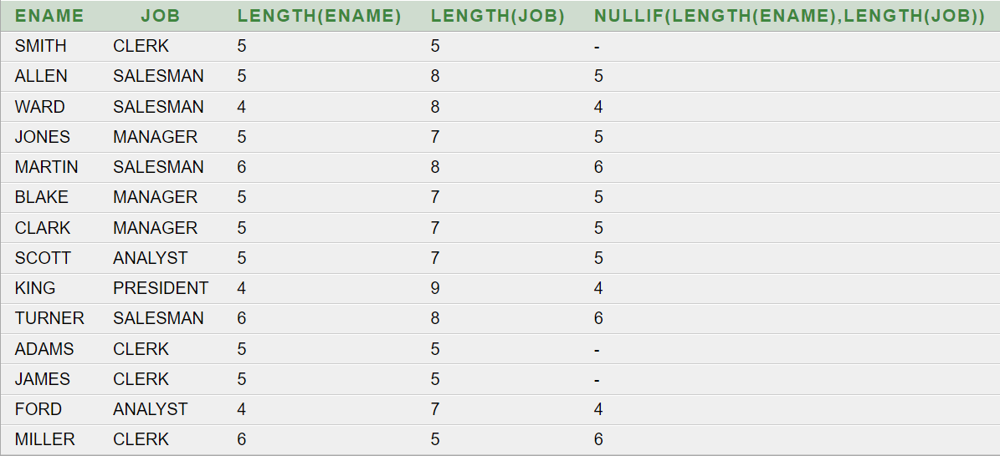 ENAME JOB LENGTH(ENAME) LENGTH(JOB) NULLIF(LENGTH(ENAME),LENGTH(JOB))
SMITH CLERK 5 5 -
ALLEN SALESMAN 5 8 5
WARD SALESMAN 4 8 4
JONES MANAGER 5 7 5
MARTIN SALESMAN 6 8 6
BLAKE MANAGER 5 7 5
CLARK MANAGER 5 7 5
SCOTT ANALYST 5 7 5
KING PRESIDENT 4 9 4
TURNER SALESMAN 6 8 6
ADAMS CLERK 5 5 -
JAMES CLERK 5 5 -
FORD ANALYST 4 7 4
MILLER CLERK 6 5 6